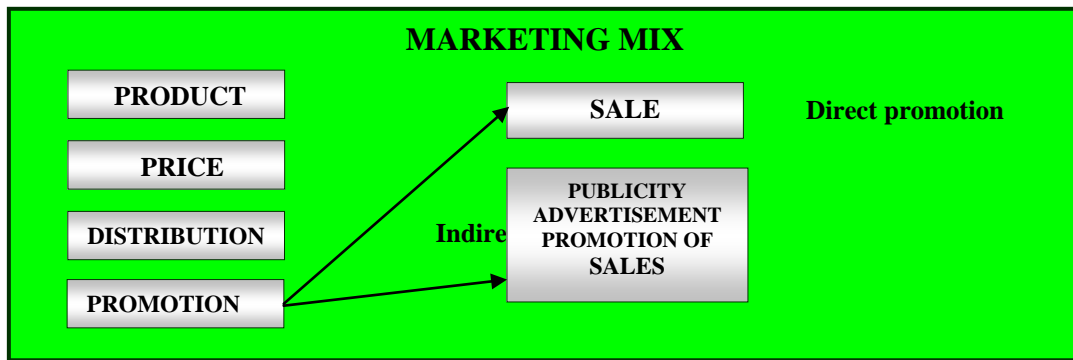 MARKETING MIX
PRODUCT
PRICE
DISTRIBUTION
PROMOTION
SALE
Direct promotion
Indire
PUBLICITY
ADVERTISEMENT
PROMOTION OF
SALES